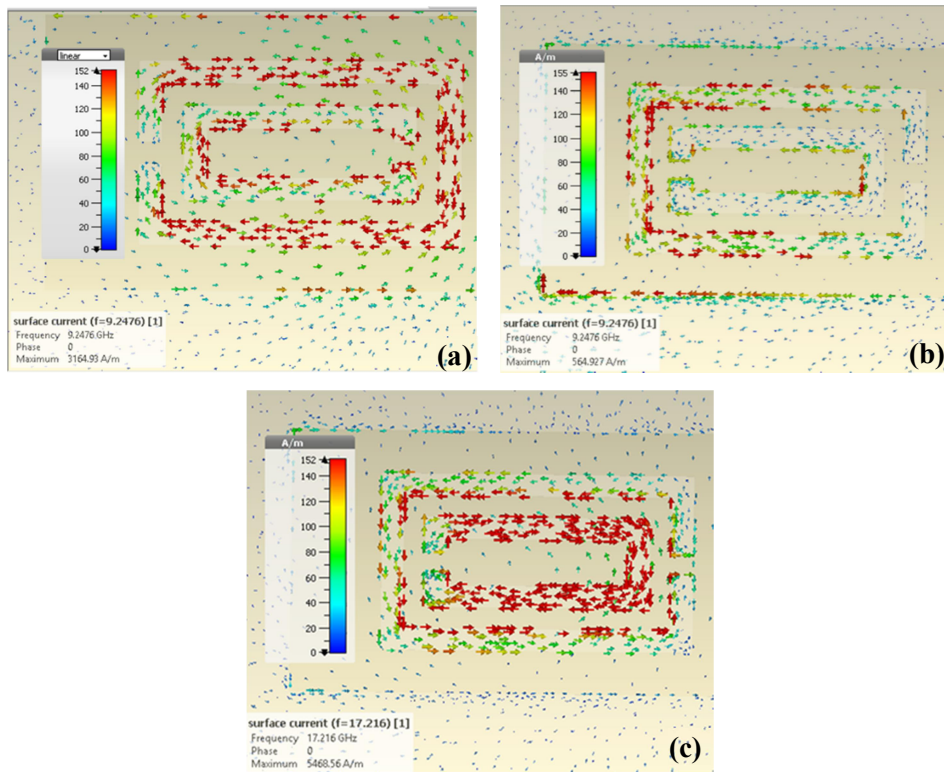 linear
152
140
120
100
80
60
40
20
0
surface current (f=9.2476) [1]
Frequency 9.2476 GHz
Phase 0
Maximum 3164.93 A/m
(a)
A/m
155
140
120
100
80
60
40
20
0
surface current (f=9.2476) [1]
Frequency 9.2476 GHz
Phase 0
Maximum 564.927 A/m
(b)
A/m
152
140
120
100
80
60
40
20
0
surface current (f=17.216) [1]
Frequency 17.216 GHz
Phase 0
Maximum 5468.56 A/m
(c)